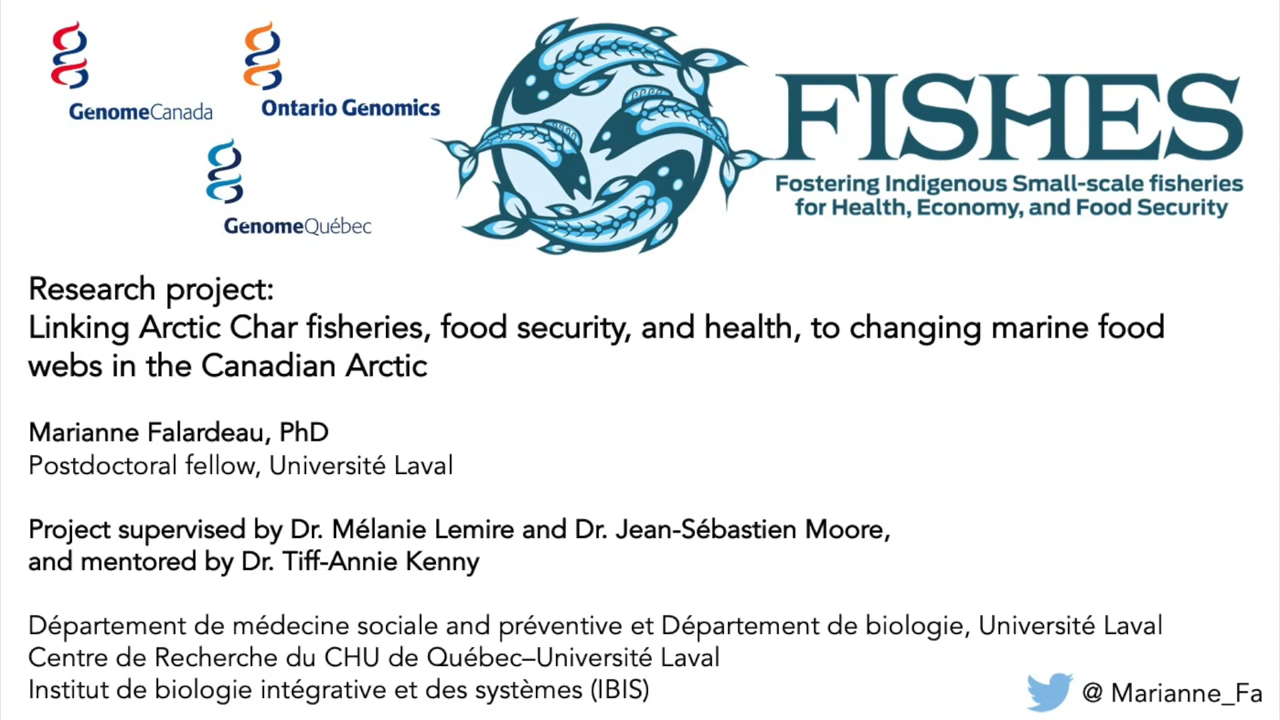 GenomeCanada
Ontario Genomics
GenomeQuébec
FISHES
Fostering Indigenous Small-scale fisheries
for Health, Economy, and Food Security
Research project:
Linking Arctic Char fisheries, food security, and health, to changing marine food
webs in the Canadian Arctic
Marianne Falardeau, PhD
Postdoctoral fellow, Université Laval
Project supervised by Dr. Mélanie Lemire and Dr. Jean-Sébastien Moore,
and mentored by Dr. Tiff-Annie Kenny
Département de médecine sociale and préventive et Département de biologie, Université Laval
Centre de Recherche du CHU de Québec–Université Laval
Institut de biologie intégrative et des systèmes (IBIS)
@ Marianne_Fa